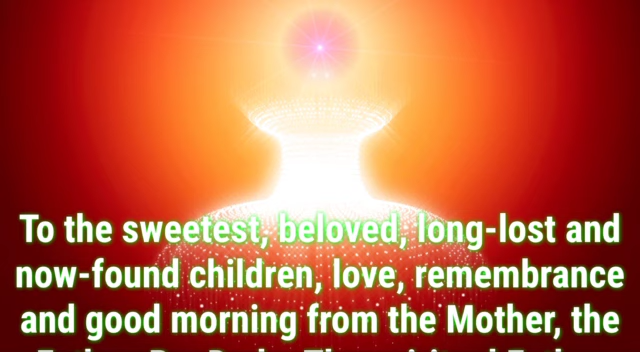 To the sweetest, beloved, long-lost and
now-found children, love, remembrance
and good morning from the Mother, the